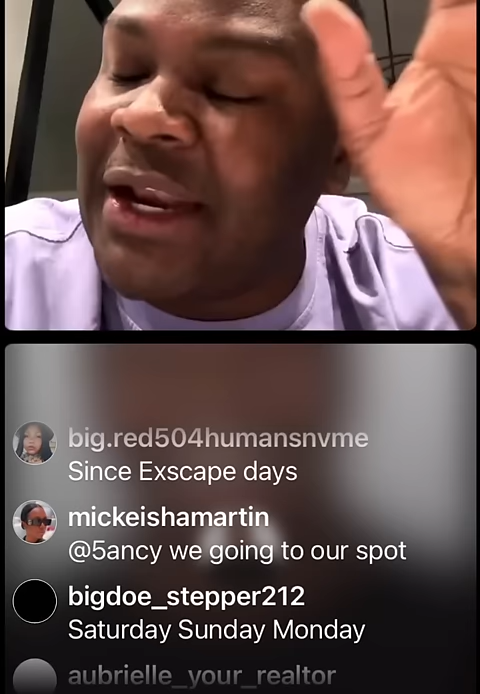 big.red504humansnvme
Since Exscape days
mickeishamartin
@5ancy we going to our spot
bigdoe_stepper212
Saturday Sunday Monday
aubrielle_your_realtor